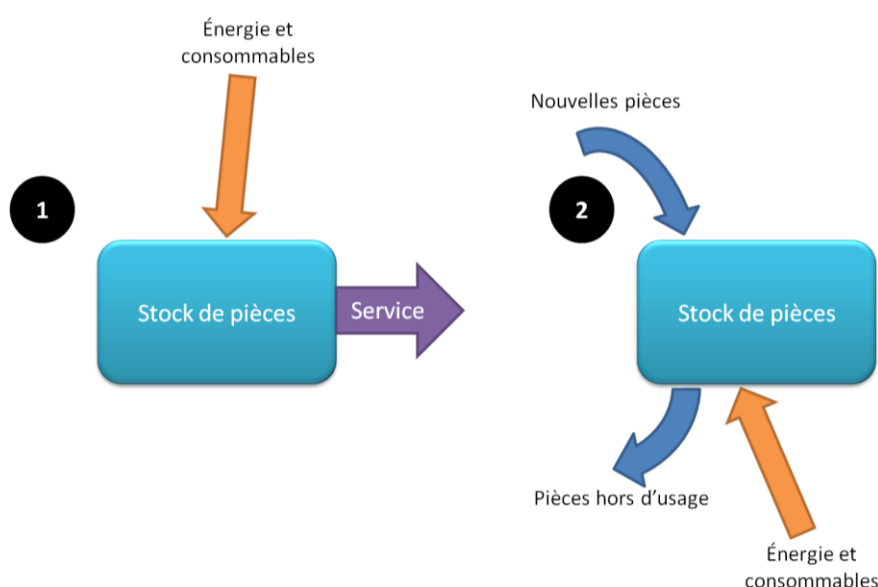 Énergie et
consommables
1
Stock de pièces
Service
Nouvelles pièces
2
Stock de pièces
Pièces hors d’usage
Énergie et
consommables